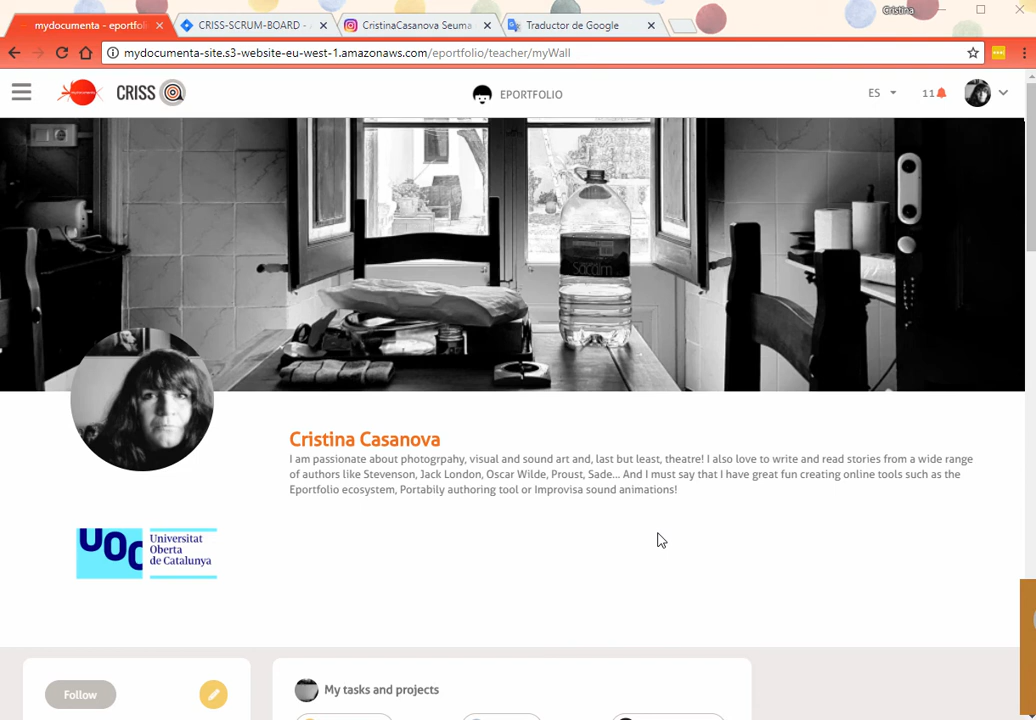 Cristina
mydocumenta - eportfoli
CRISS-SCRUM-BOARD -
CristinaCasanova Seuma
Traductor de Google
mydocumenta-site.s3-website-eu-west-1.amazonaws.com/eportfolio/teacher/myWall
CRISS
EPORTFOLIO
ES
11
Cristina Casanova
I am passionate about photogrpahy, visual and sound art and, last but least, theatre! I also love to write and read stories from a wide range
of authors like Stevenson, Jack London, Oscar Wilde, Proust, Sade... And I must say that I have great fun creating online tools such as the
Eportfolio ecosystem, Portabily authoring tool or Improvisa sound animations!
UOC
Universitat
Oberta
de Catalunya
Follow
My tasks and projects